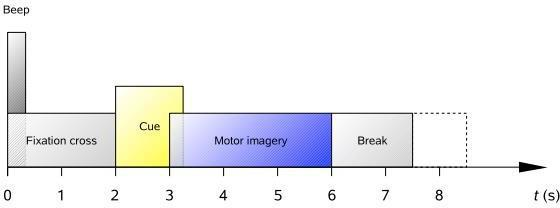 Beep
Cue
Fixation cross
Motor imagery
Break
0 1 2 3 4 5 6 7 8 t (s)